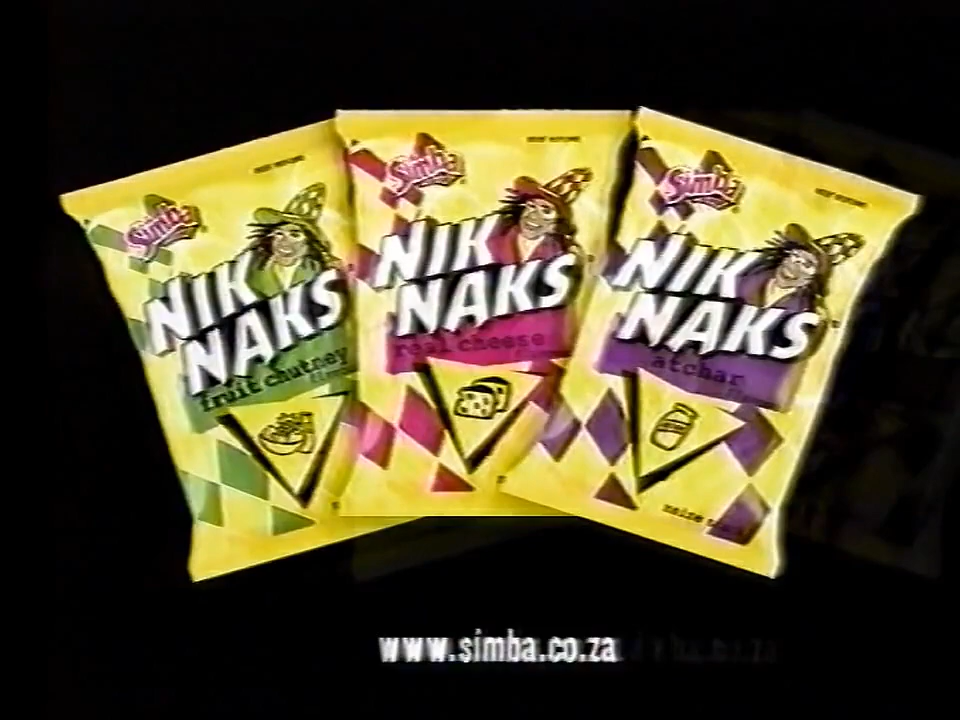 Simba
NIK
NAKS
fruit chutney
Simba
NIK
NAKS
real cheese
Simba
NIK
NAKS
atchar
www.simba.co.za